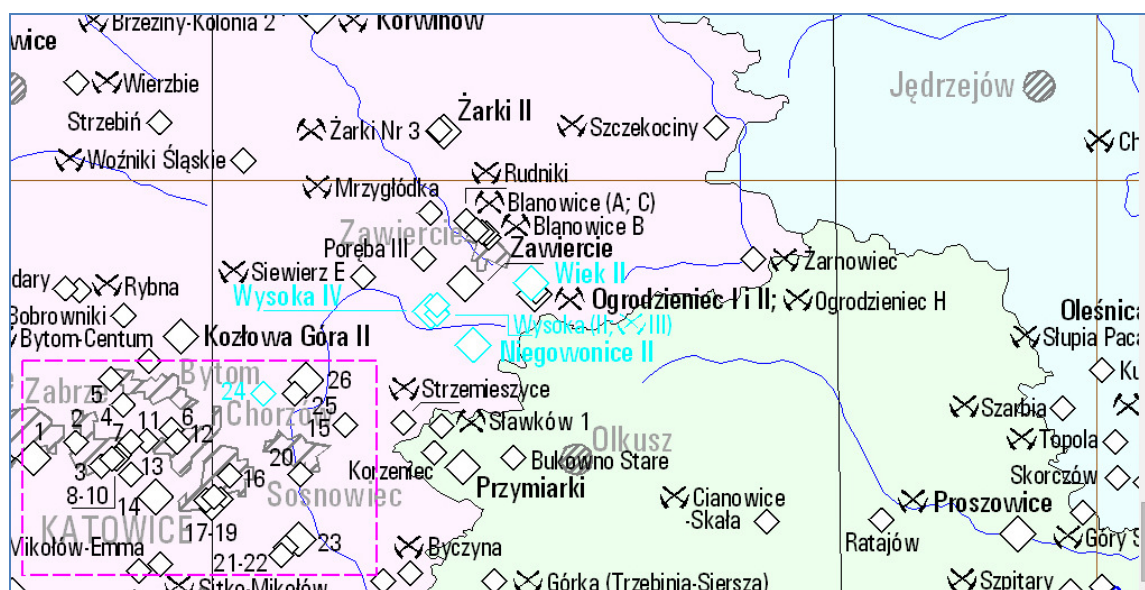 Brzeziny-Kolonia 2
Korwinów
wice
Wierzbie
Jędrzejów
Strzebiń
Żarki Nr 3
Żarki II
Szczekociny
Ch
Woźniki Śląskie
Rudniki
Mrzygłódka
Blanowice (A; C)
Zawiercie
Blanowice B
Poręba III
Zawiercie
Żarnowiec
dary
Rybna
Siewierz E
Wiek II
Wysoka IV
Ogrodzieniec I i II;
Ogrodzieniec H
Oleśnica
Bobrowniki
Wysoka (II; III)
Bytom-Centum
Kozłowa Góra II
Niegowonice II
Słupia Paca
Zabrze
Bytom
26
Strzemieszyce
Ku
5
24
4
Chorzów
25
Szarbia
1
2
7
11
6
12
15
Sławków 1
Olkusz
Topola
3
13
16
20
Korzeniec
Bukowno Stare
Skorczów
8-10
14
Sosnowiec
Przymiarki
Cianowice
-Skała
Proszowice
KATOWICE
17-19
23
Ratajów
Góry S
Mikołów-Emma
21-22
Byczyna
Sitko-Mikołów
Górka (Trzebinia-Siersza)
Szpitary